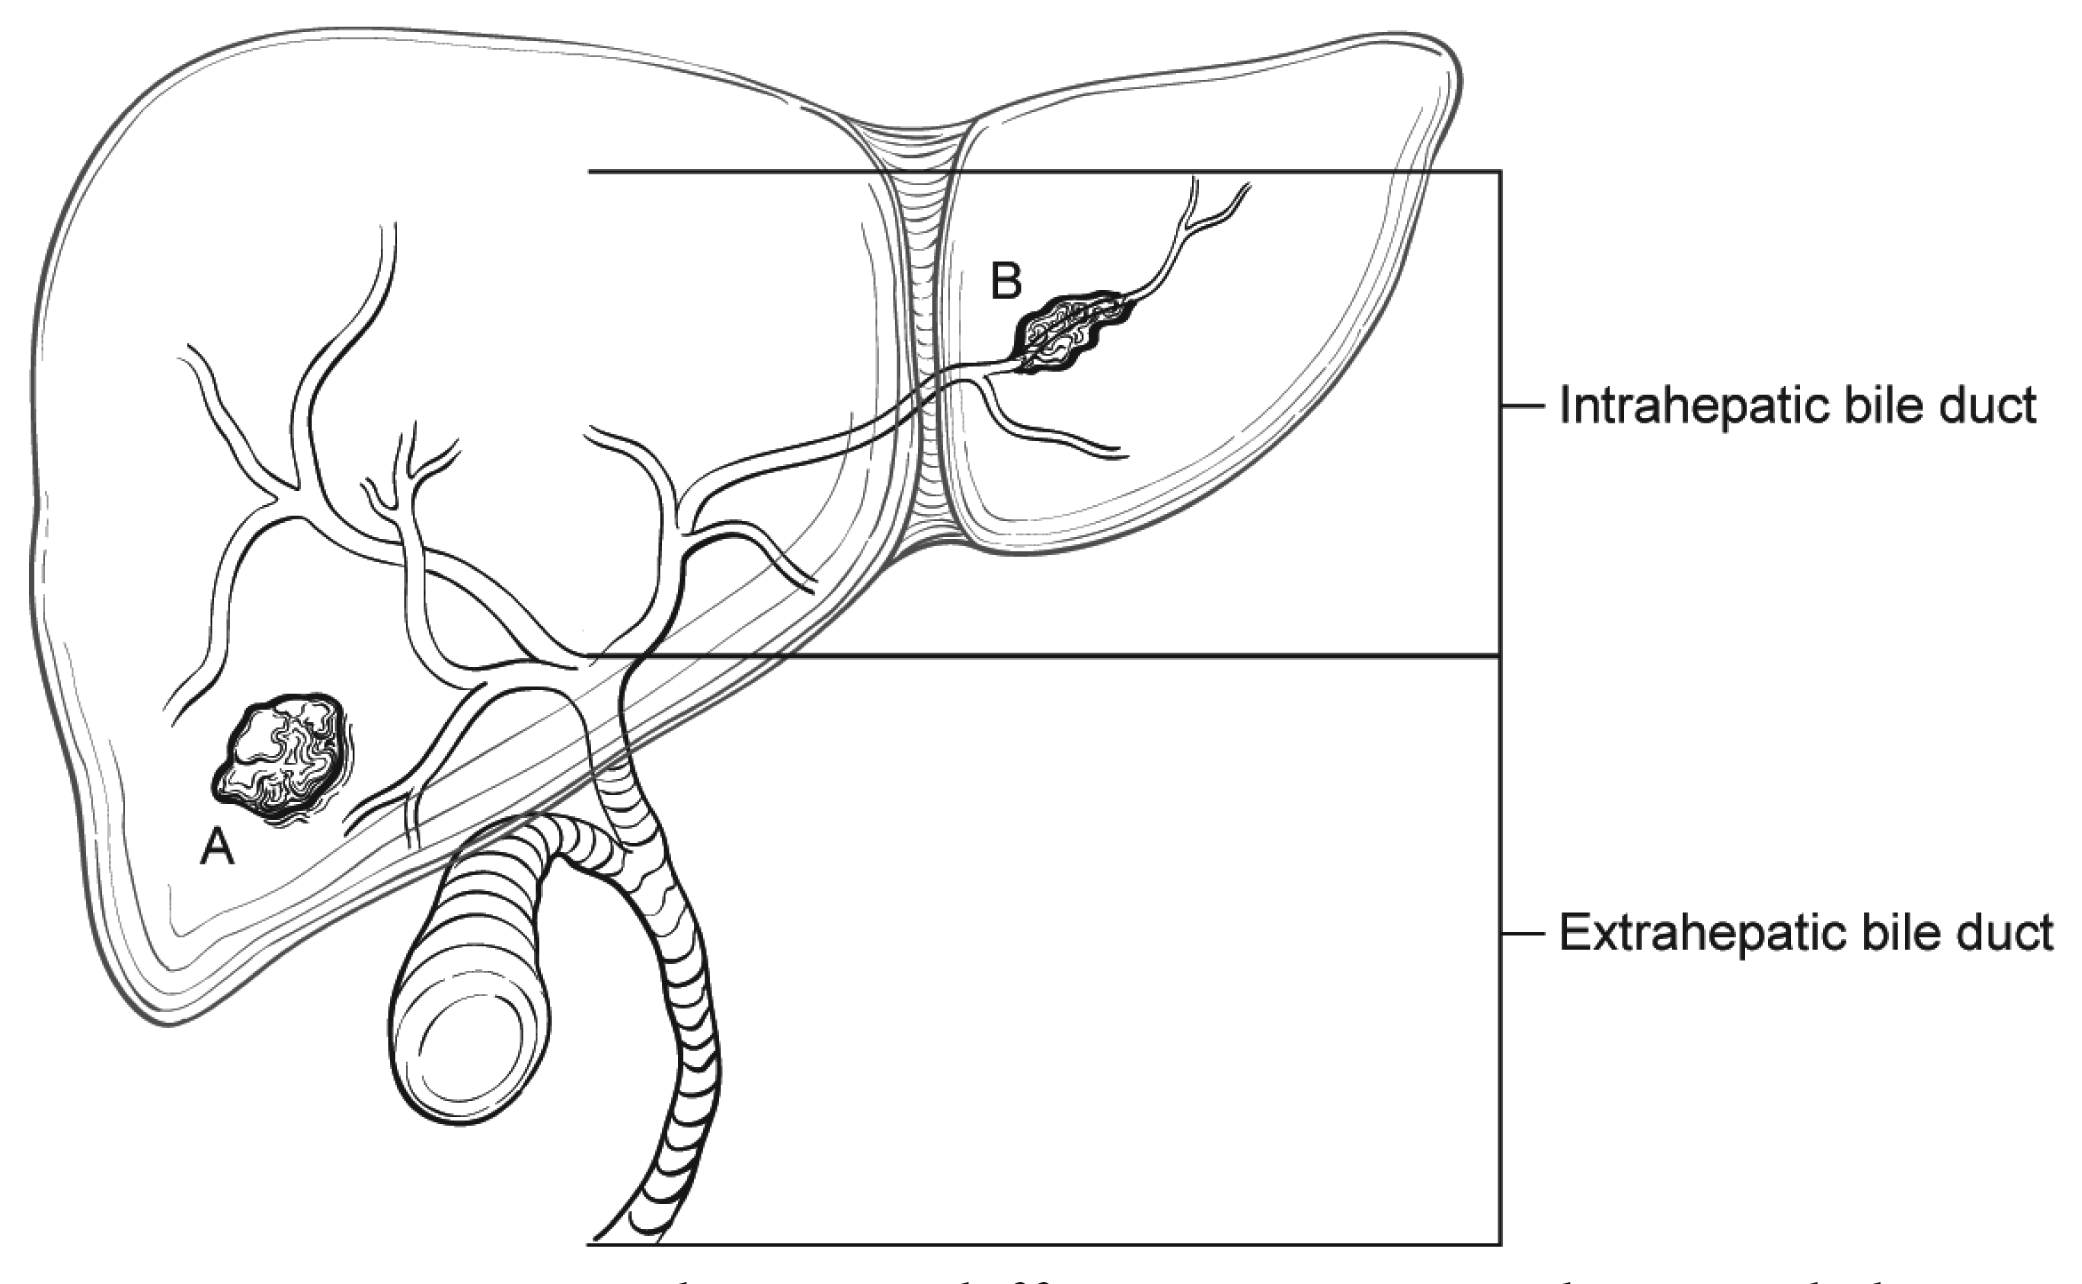 B
Intrahepatic bile duct
A
Extrahepatic bile duct